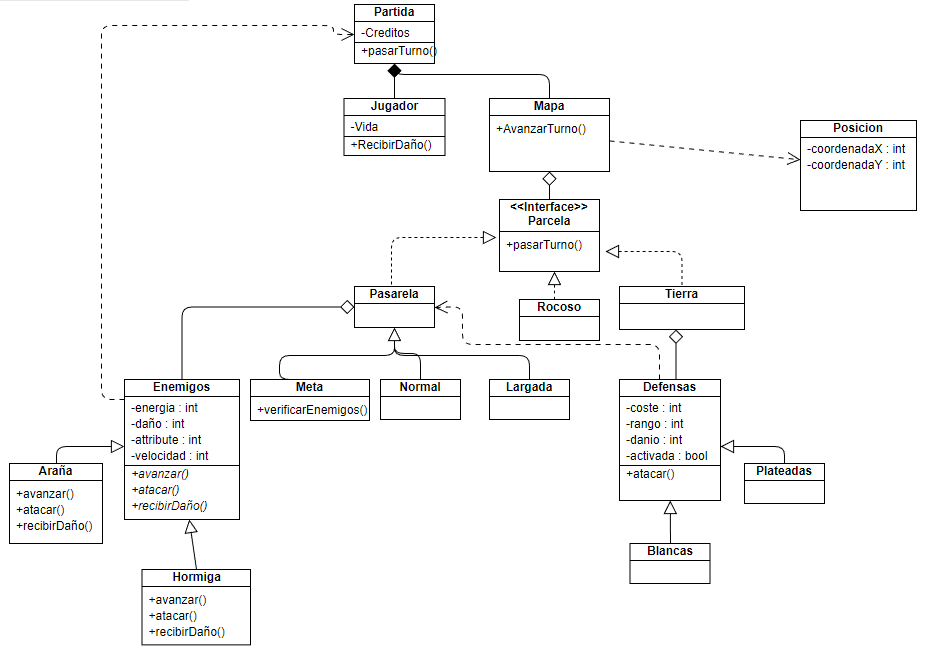 Partida
-Creditos
+pasarTurno()
Jugador
-Vida
+RecibirDaño()
Mapa
+AvanzarTurno()
Posicion
-coordenadaX : int
-coordenadaY : int
<<Interface>>
Parcela
+pasarTurno()
Pasarela
Rocoso
Tierra
Enemigos
-energia : int
-daño : int
-attribute : int
-velocidad : int
+avanzar()
+atacar()
+recibirDaño()
Meta
+verificarEnemigos()
Normal
Largada
Defensas
-coste : int
-rango : int
-danio : int
-activada : bool
+atacar()
Araña
+avanzar()
+atacar()
+recibirDaño()
Plateadas
Blancas
Hormiga
+avanzar()
+atacar()
+recibirDaño()